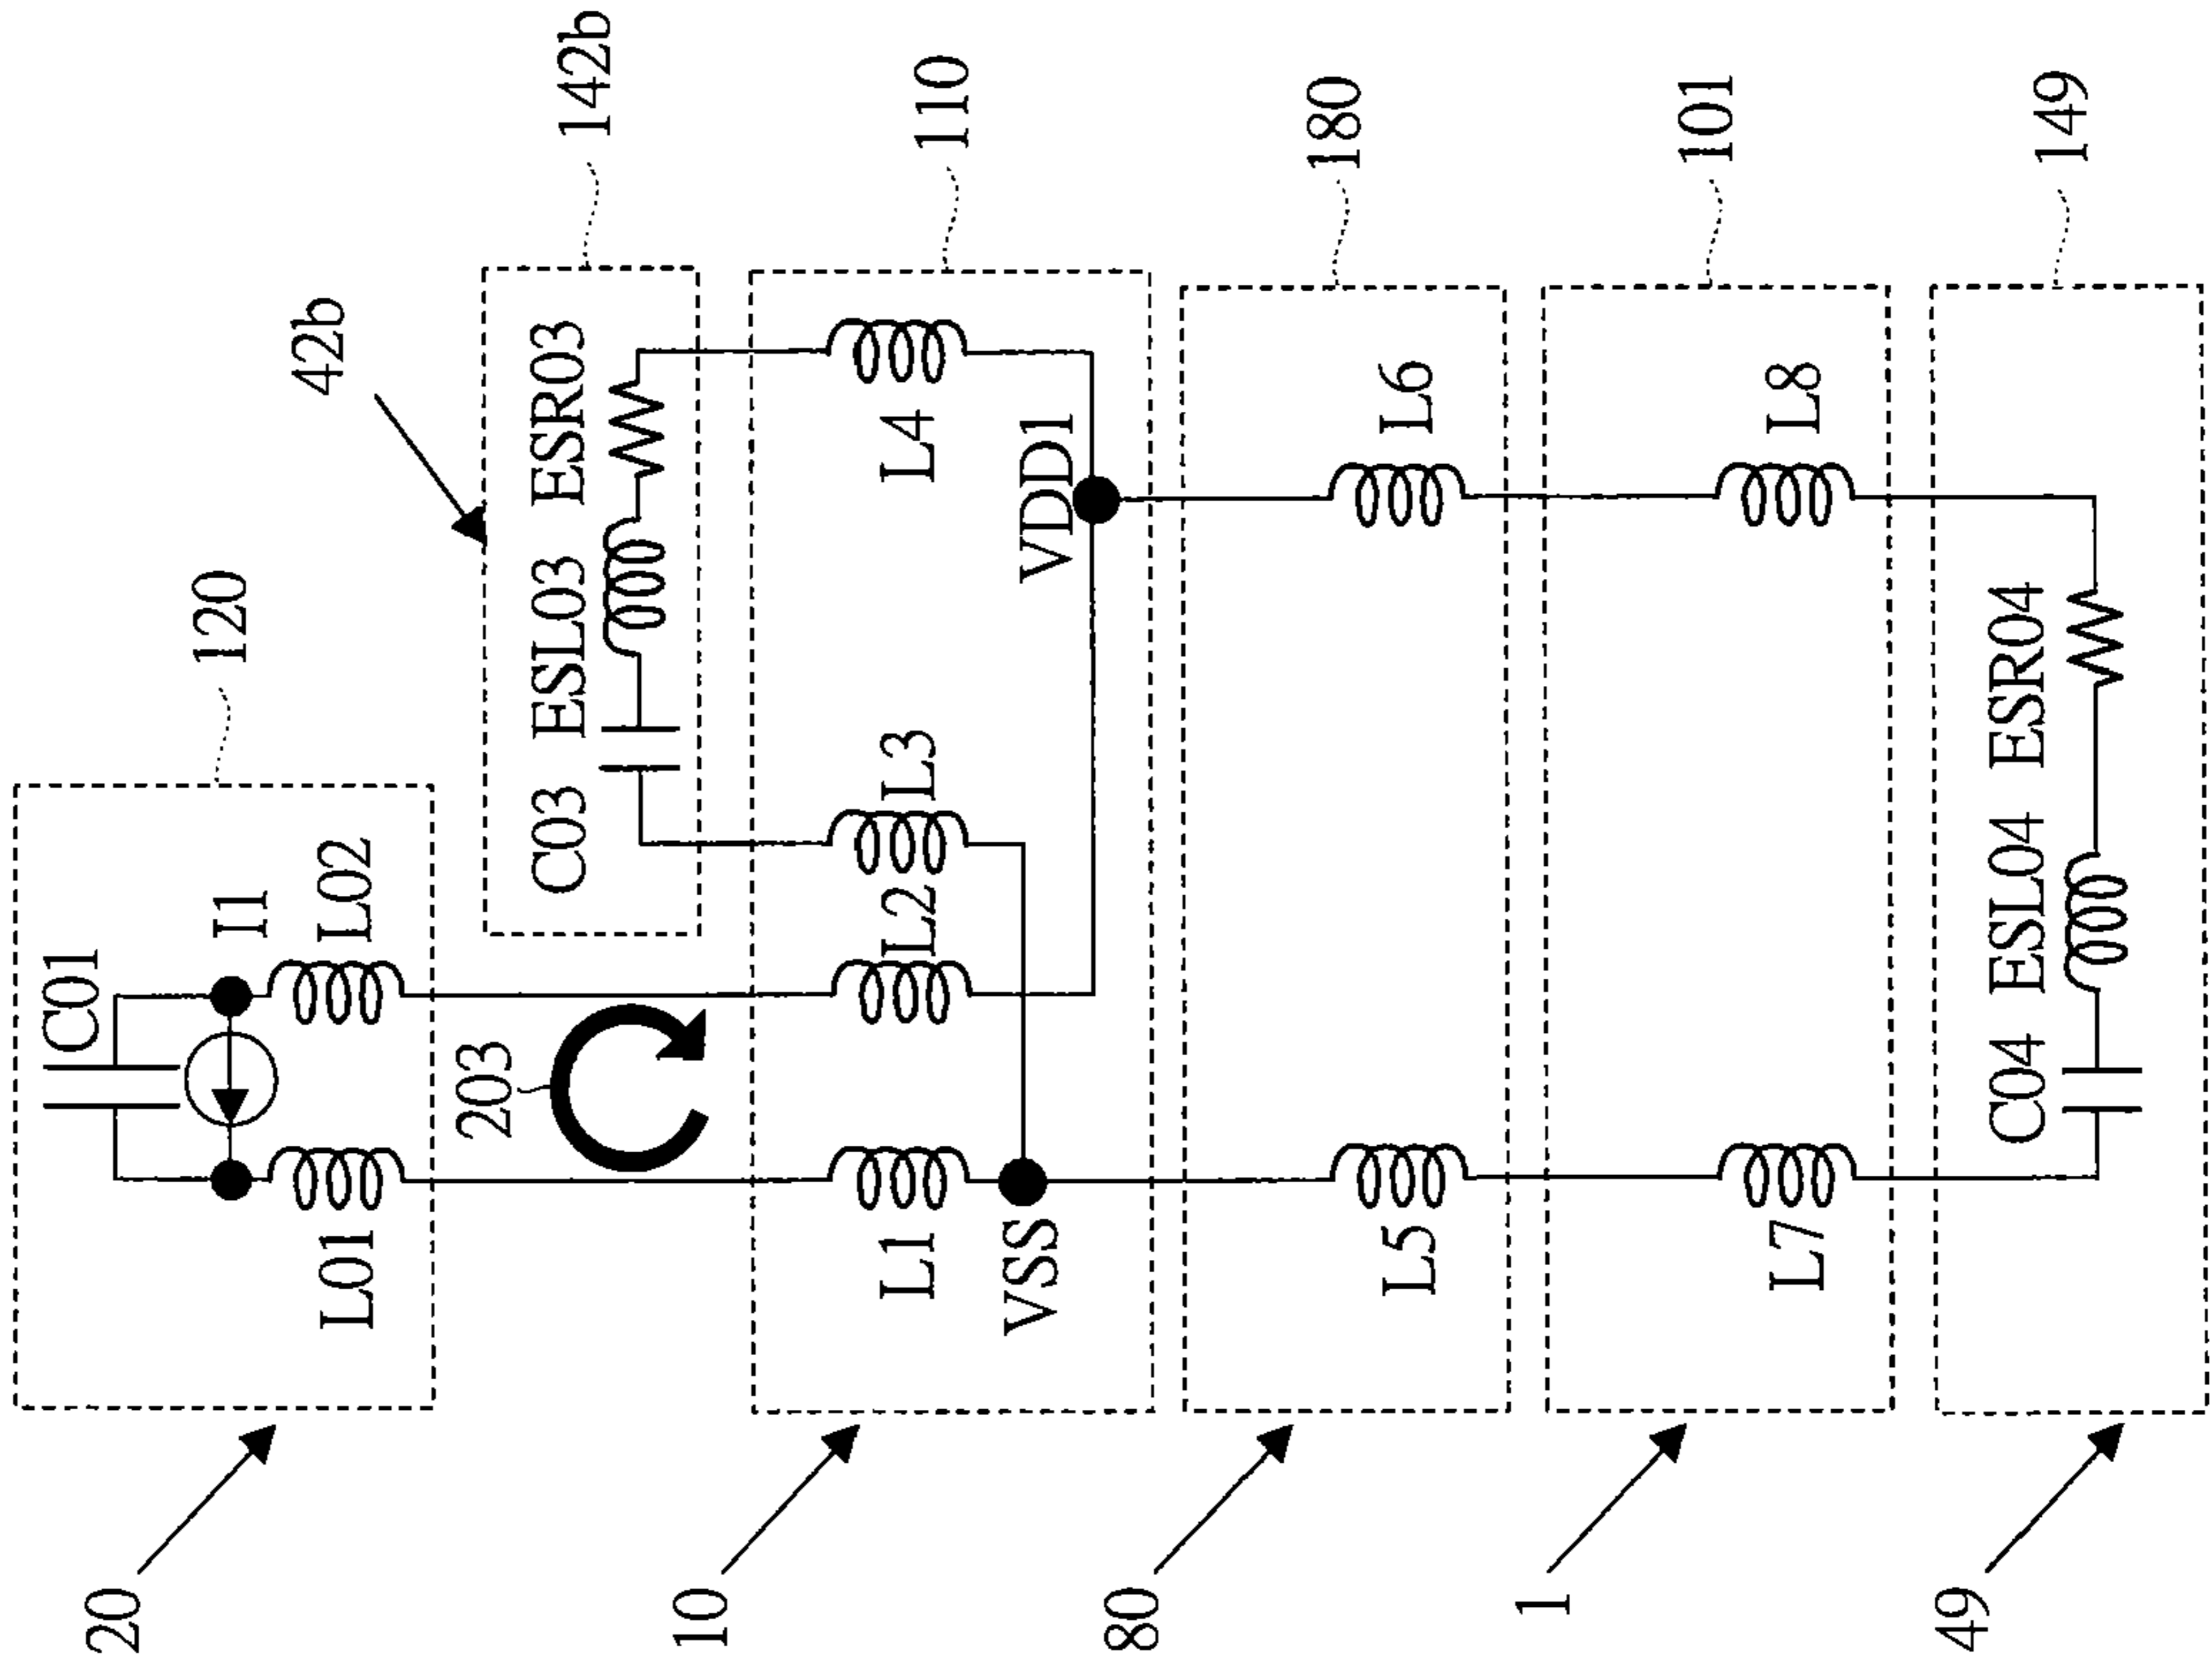 20
120
C01
I1
L01
L02
203
42b
142b
C03 ESL03 ESR03
10
110
L1
L2
L3
L4
VSS
VDD1
80
180
L5
L6
1
101
L7
L8
49
149
C04 ESL04 ESR04